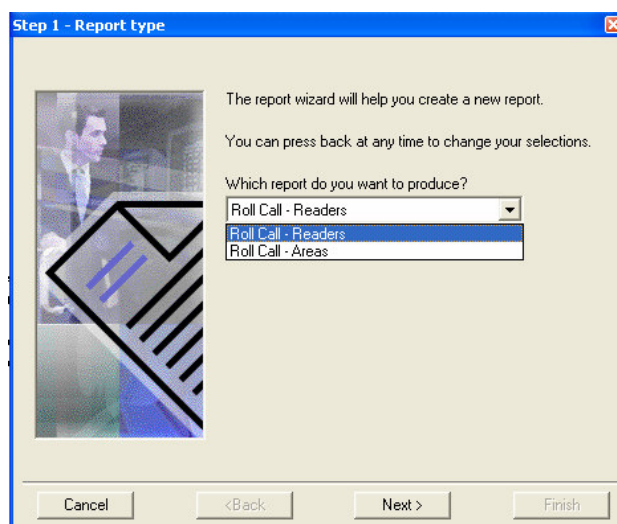 Step 1 - Report type
The report wizard will help you create a new report.
You can press back at any time to change your selections.
Which report do you want to produce?
Roll Call - Readers
Roll Call - Readers
Roll Call - Areas
Cancel
<Back
Next >
Finish